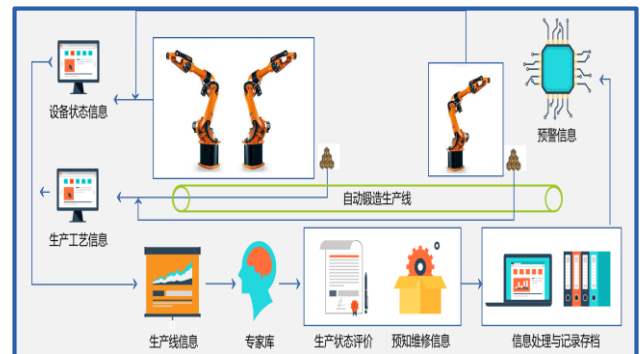 设备状态信息
预警信息
自动锻造生产线
生产工艺信息
生产线信息
专家库
生产状态评价
预知维修信息
信息处理与记录存档